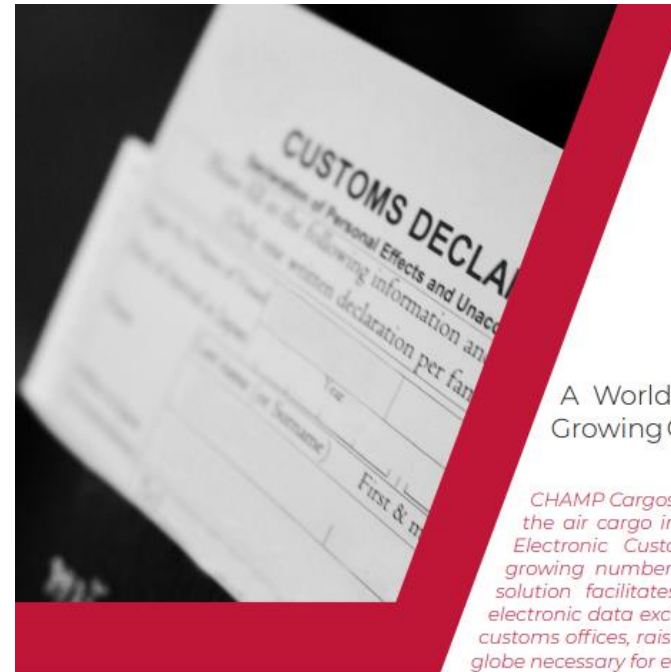 CUSTOMS DECLA
Declaration of Personal Effects and Unacc
Please fill in the following information and
(Only one written declaration per fam
Year
Last name (or Surname)
First & m
A World
Growing
CHAMP Cargos
the air cargo in
Electronic Custo
growing number
solution facilitates
electronic data exc
customs offices, rais
globe necessary for e